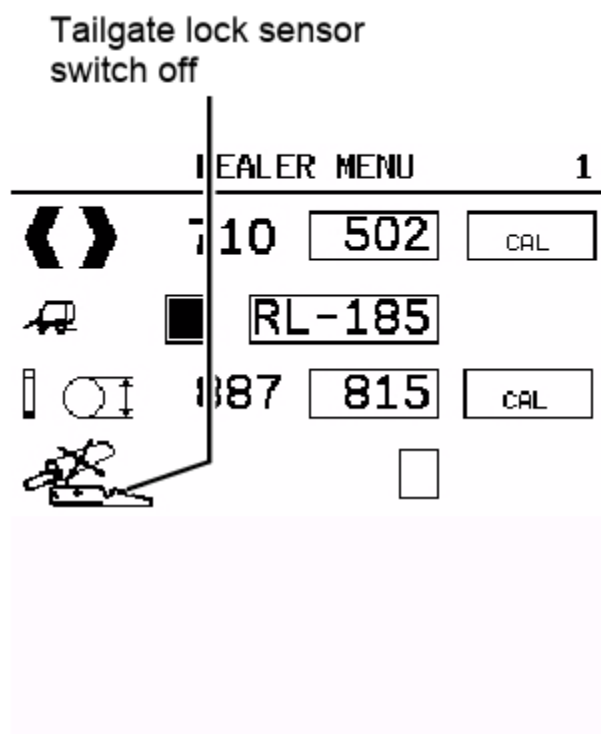 Tailgate lock sensor
switch off
DEALER MENU 1
710 502 CAL
RL-185
887 815 CAL